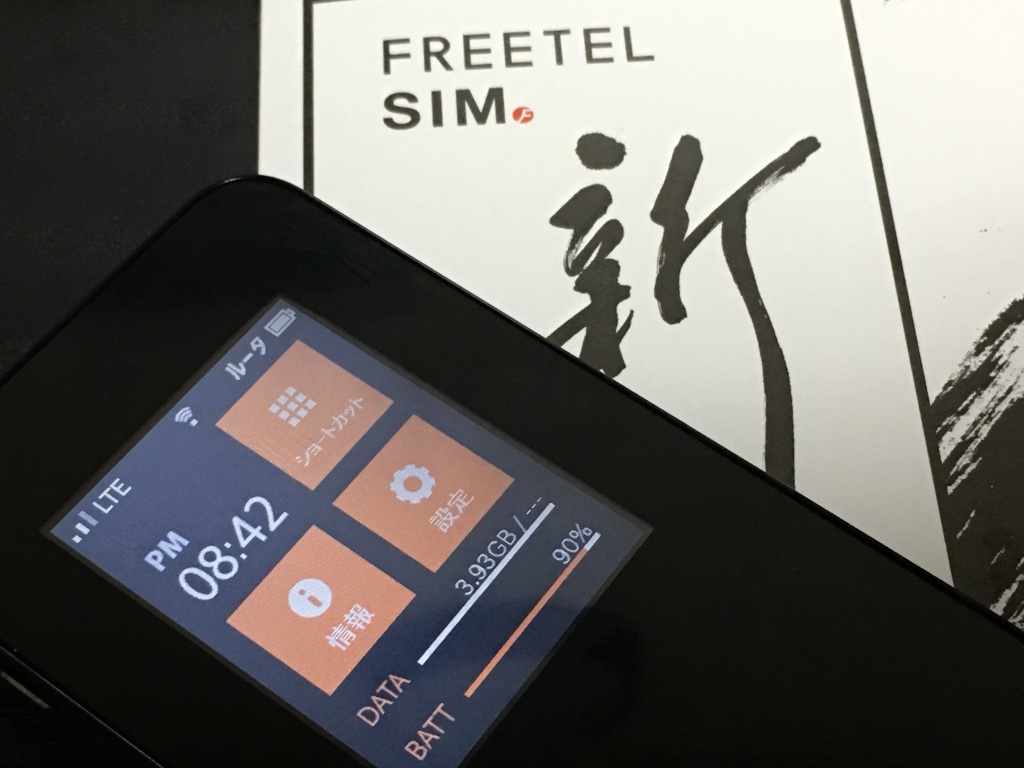 FREETEL
SIM
新
LTE
ルータ
PM
08:42
ショートカット
情報
設定
DATA
3.93GB / ---
BATT
90%